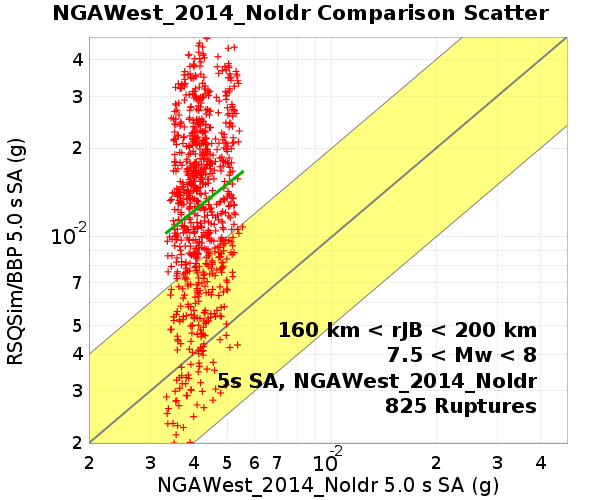 NGAWest_2014_NoIdr Comparison Scatter
RSQSim/BBP 5.0 s SA (g)
4
3
2
10⁻²
7
5
4
3
2
160 km < rJB < 200 km
7.5 < Mw < 8
5s SA, NGAWest_2014_NoIdr
825 Ruptures
2 3 4 5 6 7 10⁻² 2 3 4
NGAWest_2014_NoIdr 5.0 s SA (g)